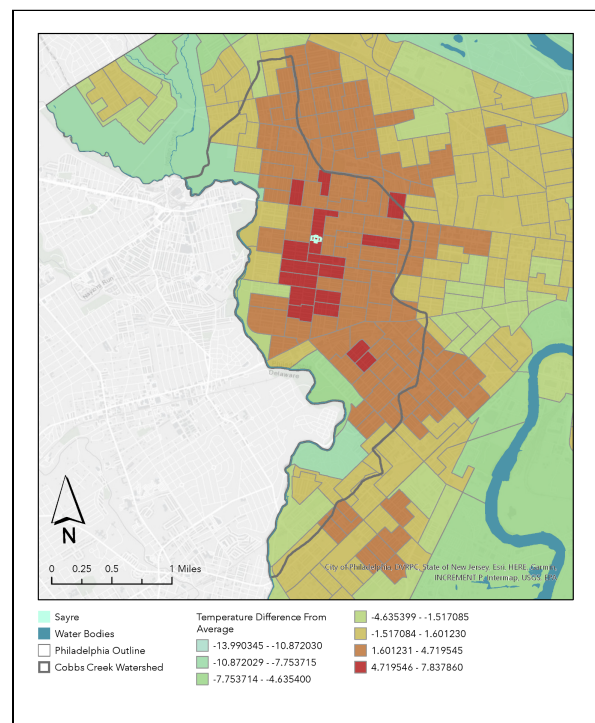 Naylors Run
Delaware
N
0 0.25 0.5 1 Miles
City of Philadelphia, DVRPC, State of New Jersey, Esri, HERE, Garmin,
INCREMENT P, Intermap, USGS, EPA
Sayre
Water Bodies
Philadelphia Outline
Cobbs Creek Watershed
Temperature Difference From
Average
-13.990345 - -10.872030
-10.872029 - -7.753715
-7.753714 - -4.635400
-4.635399 - -1.517085
-1.517084 - 1.601230
1.601231 - 4.719545
4.719546 - 7.837860